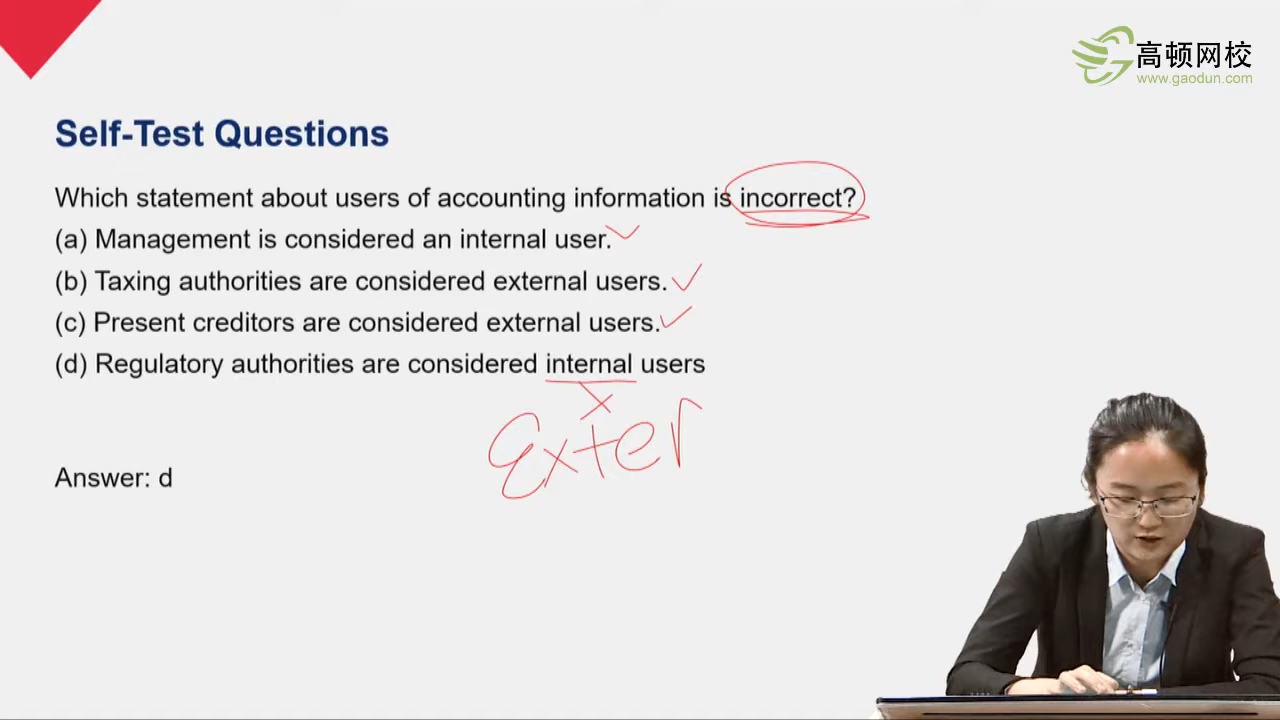 高顿网校
www.gaodun.com
Self-Test Questions
Which statement about users of accounting information is incorrect?
(a) Management is considered an internal user.
(b) Taxing authorities are considered external users.
(c) Present creditors are considered external users.
(d) Regulatory authorities are considered internal users
Exter
Answer: d